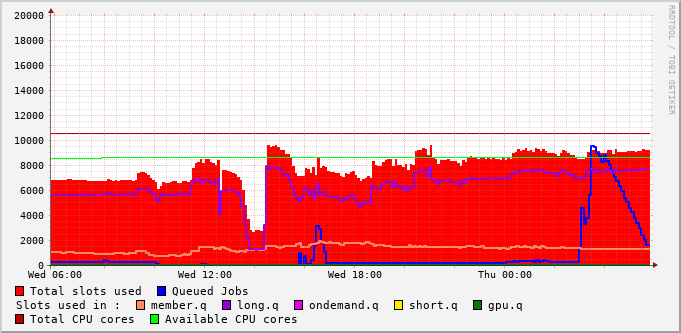 20000
18000
16000
14000
12000
10000
8000
6000
4000
2000
0
Wed 06:00 Wed 12:00 Wed 18:00 Thu 00:00
Total slots used Queued Jobs
Slots used in : member.q long.q ondemand.q short.q gpu.q
Total CPU cores Available CPU cores
RRDTOOL / TOBI OETIKER